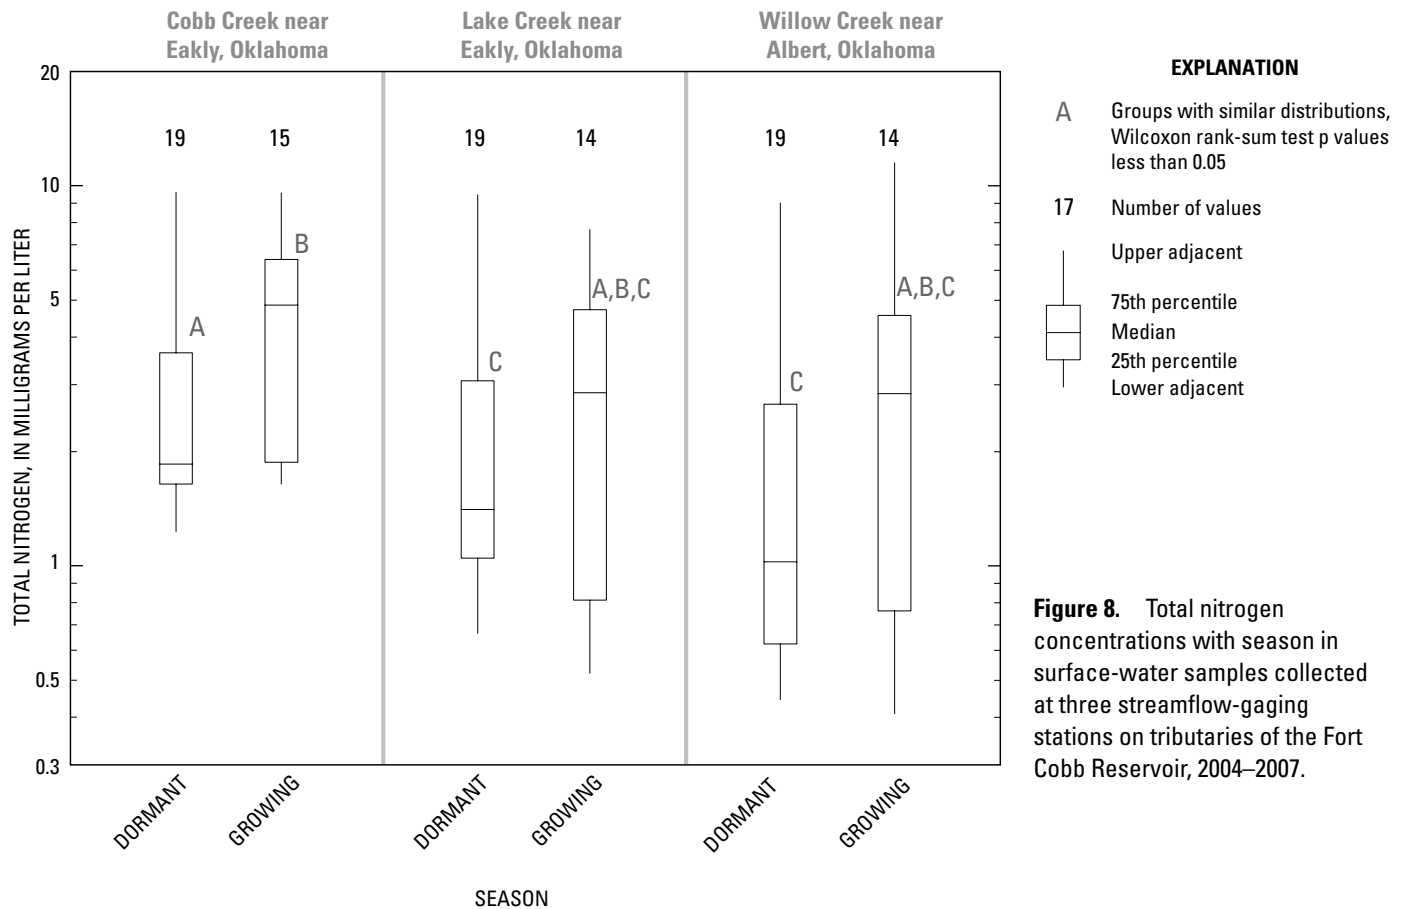 Cobb Creek near
Eakly, Oklahoma
Lake Creek near
Eakly, Oklahoma
Willow Creek near
Albert, Oklahoma
TOTAL NITROGEN, IN MILLIGRAMS PER LITER
20
10
5
1
0.5
0.3
19
15
19
14
19
14
A
B
C
A,B,C
C
A,B,C
DORMANT
GROWING
DORMANT
GROWING
DORMANT
GROWING
SEASON
EXPLANATION
A Groups with similar distributions,
Wilcoxon rank-sum test p values
less than 0.05
17 Number of values
Upper adjacent
75th percentile
Median
25th percentile
Lower adjacent
Figure 8. Total nitrogen
concentrations with season in
surface-water samples collected
at three streamflow-gaging
stations on tributaries of the Fort
Cobb Reservoir, 2004–2007.